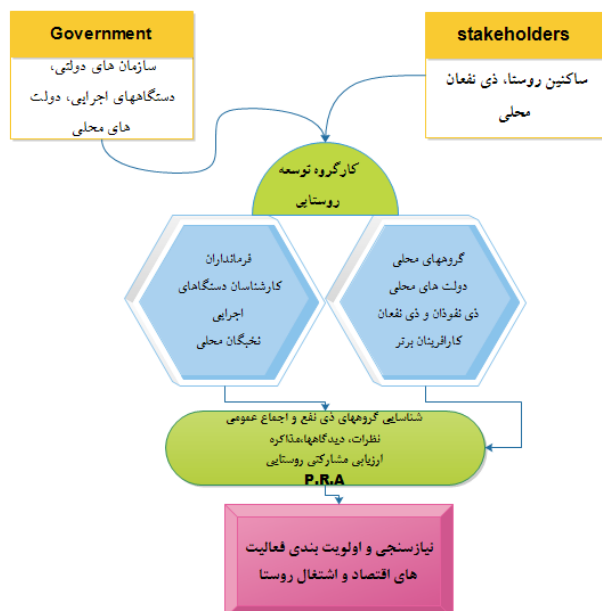 Government
سازمان های دولتی،
دستگاههای اجرایی، دولت
های محلی
stakeholders
ساکنین روستا، ذی نفعان
محلی
کارگروه توسعه
روستایی
فرمانداران
کارشناسان دستگاهای
اجرایی
نخبگان محلی
گروههای محلی
دولت های محلی
ذی نفوذان و ذی نفعان
کارافرینان برتر
شناسایی گروههای ذی نفع و اجماع عمومی
نظرات، دیدگاهها،مذاکره
ارزیابی مشارکتی روستایی
P.R.A
نیازسنجی و اولویت بندی فعالیت
های اقتصاد و اشتغال روستا